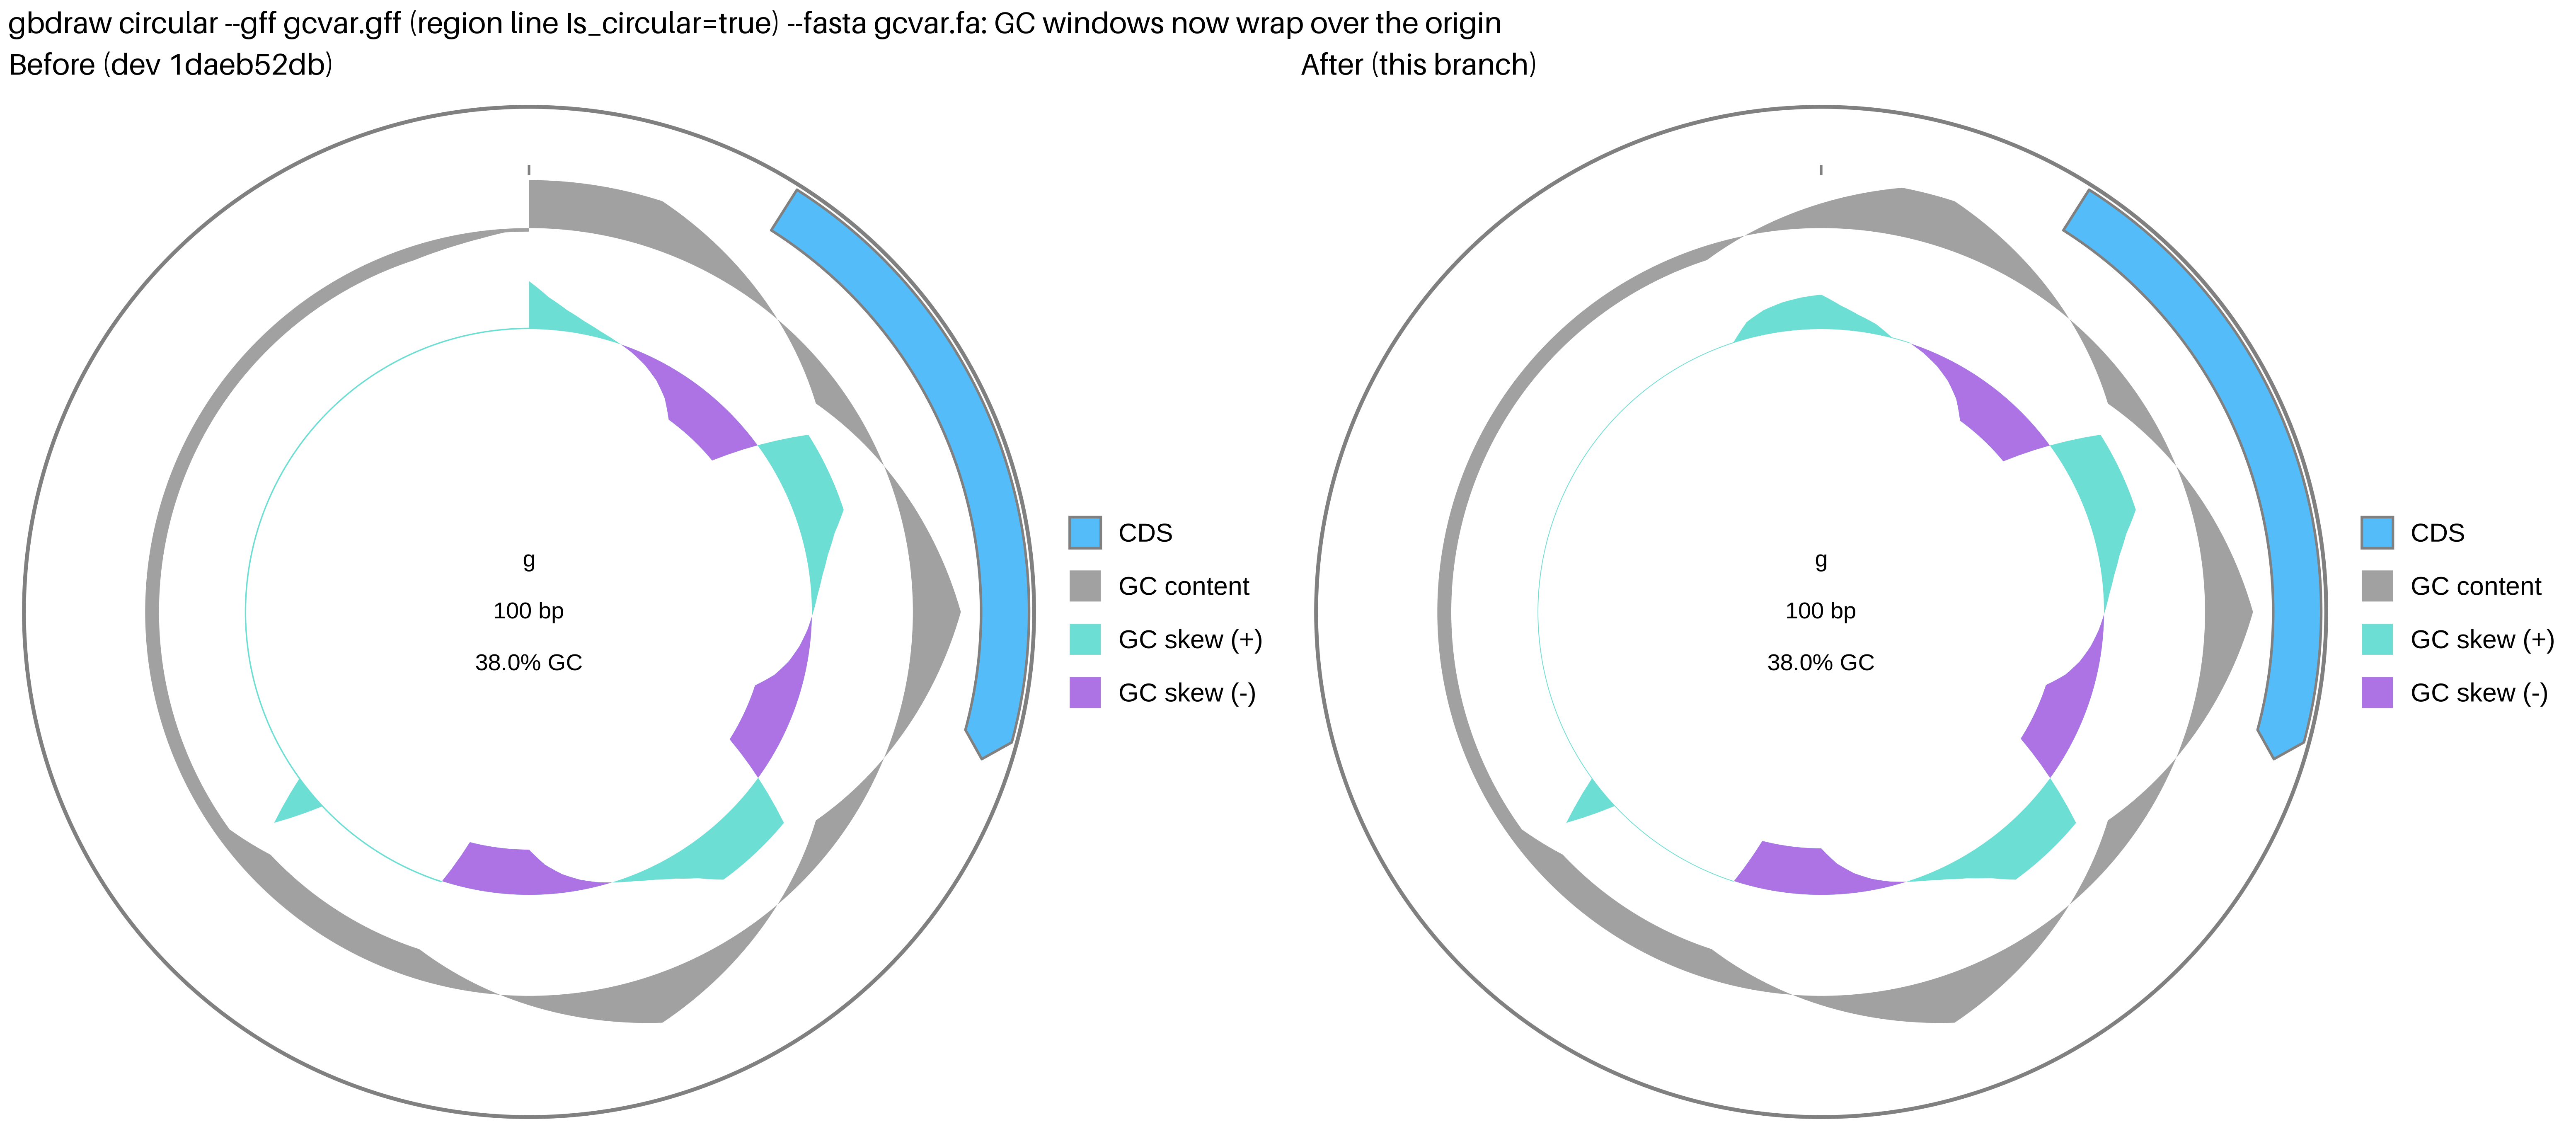 gbdraw circular --gff gcvar.gff (region line Is_circular=true) --fasta gcvar.fa: GC windows now wrap over the origin
Before (dev 1daeb52db)
After (this branch)
g
100 bp
38.0% GC
CDS
GC content
GC skew (+)
GC skew (-)
g
100 bp
38.0% GC
CDS
GC content
GC skew (+)
GC skew (-)